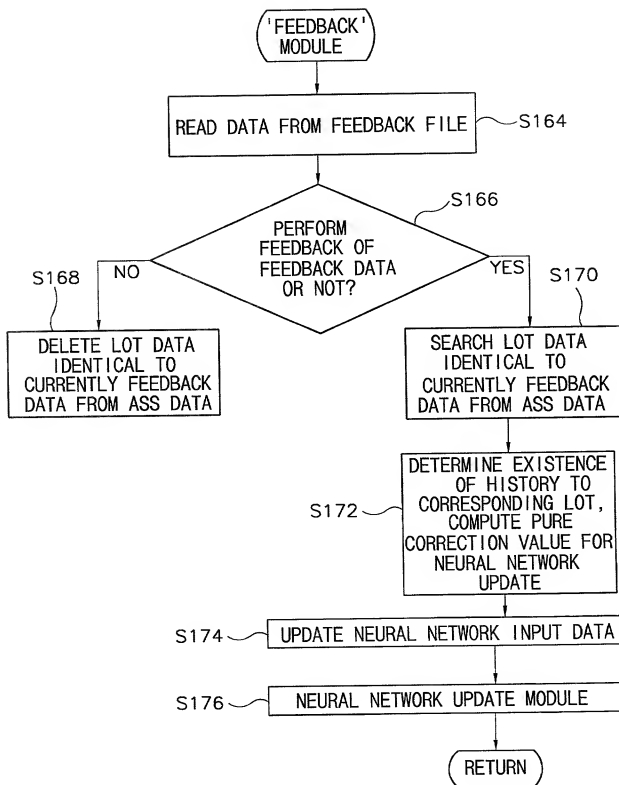 'FEEDBACK'
MODULE
READ DATA FROM FEEDBACK FILE
S164
S166
PERFORM
FEEDBACK OF
FEEDBACK DATA
OR NOT?
NO
YES
S168
DELETE LOT DATA
IDENTICAL TO
CURRENTLY FEEDBACK
DATA FROM ASS DATA
S170
SEARCH LOT DATA
IDENTICAL TO
CURRENTLY FEEDBACK
DATA FROM ASS DATA
S172
DETERMINE EXISTENCE
OF HISTORY TO
CORRESPONDING LOT,
COMPUTE PURE
CORRECTION VALUE FOR
NEURAL NETWORK
UPDATE
S174
UPDATE NEURAL NETWORK INPUT DATA
S176
NEURAL NETWORK UPDATE MODULE
RETURN